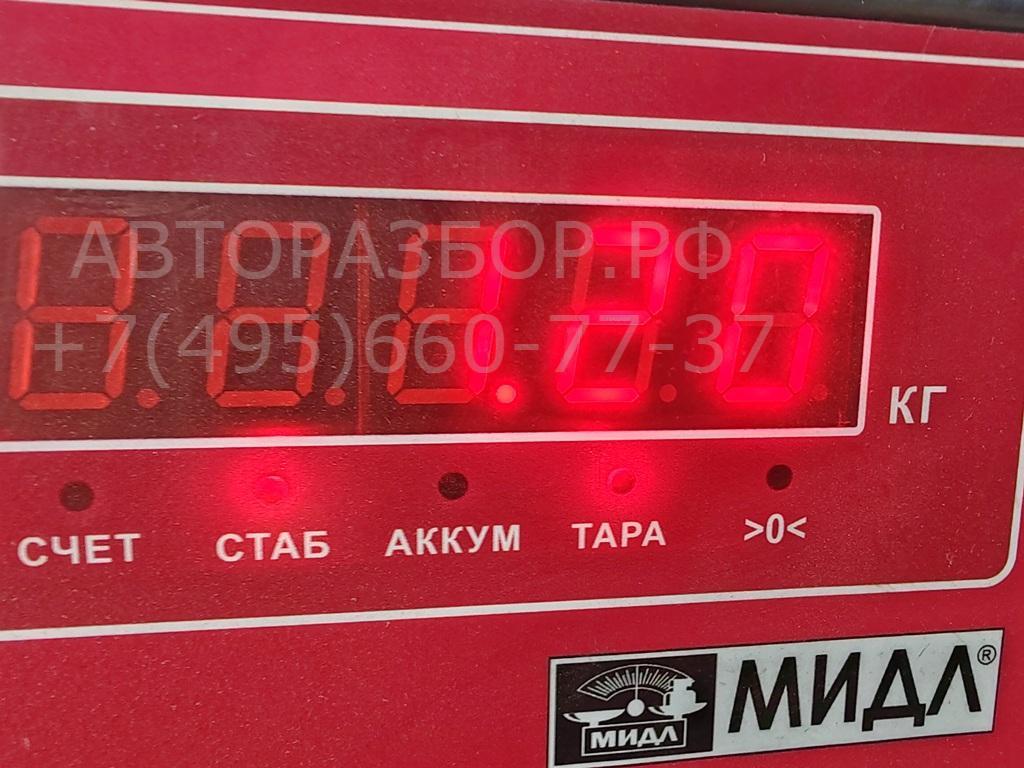 АВТОРАЗБОР.РФ
+7(495)660-77-37
1.20
КГ
СЧЕТ СТАБ АККУМ ТАРА >0<
МИДЛ МИДЛ®